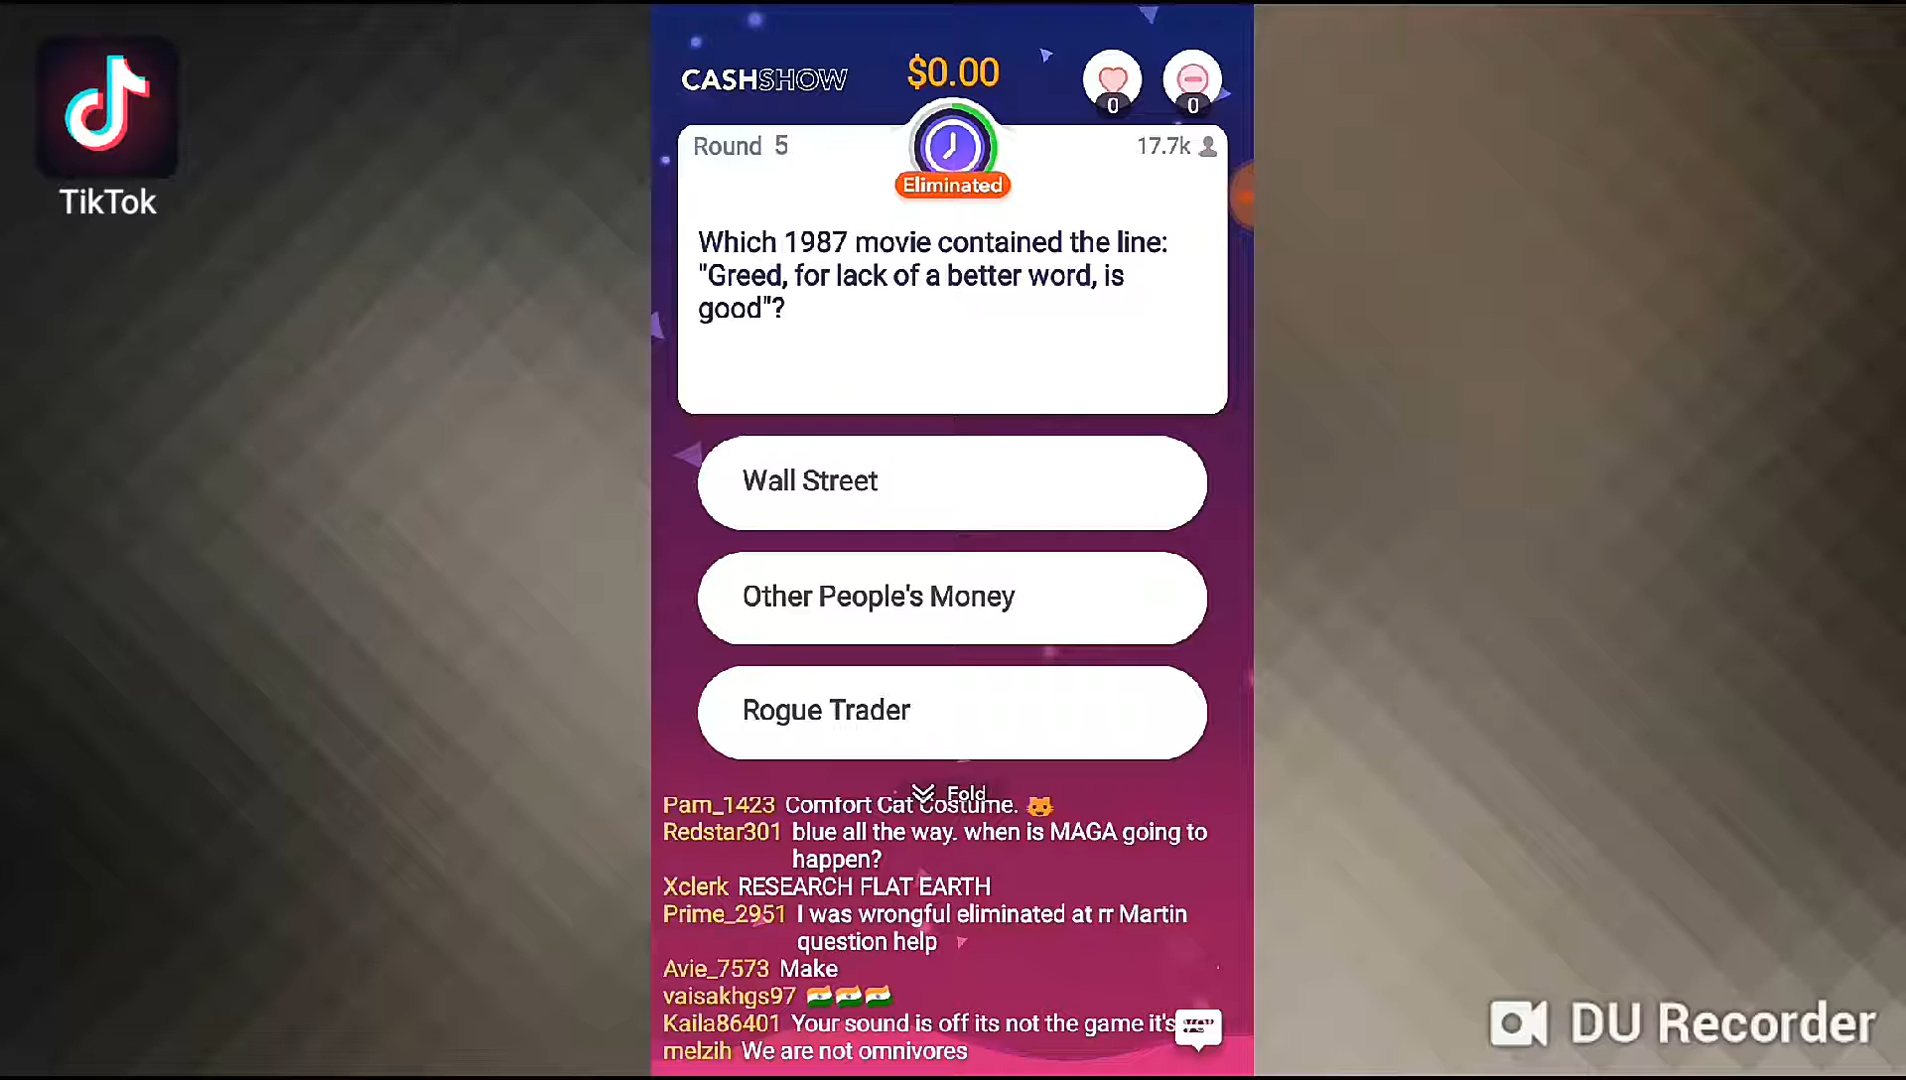 TikTok
CASHSHOW
$0.00
0
0
Round 5
17.7k
Eliminated
Which 1987 movie contained the line:
"Greed, for lack of a better word, is
good"?
Wall Street
Other People's Money
Rogue Trader
Fold
Pam_1423 Comfort Cat Costume. 🐱
Redstar301 blue all the way. when is MAGA going to
happen?
Xclerk RESEARCH FLAT EARTH
Prime_2951 I was wrongful eliminated at rr Martin
question help
Avie_7573 Make
vaisakhgs97 🇮🇳🇮🇳🇮🇳
Kaila86401 Your sound is off its not the game it's
melzih We are not omnivores
DU Recorder